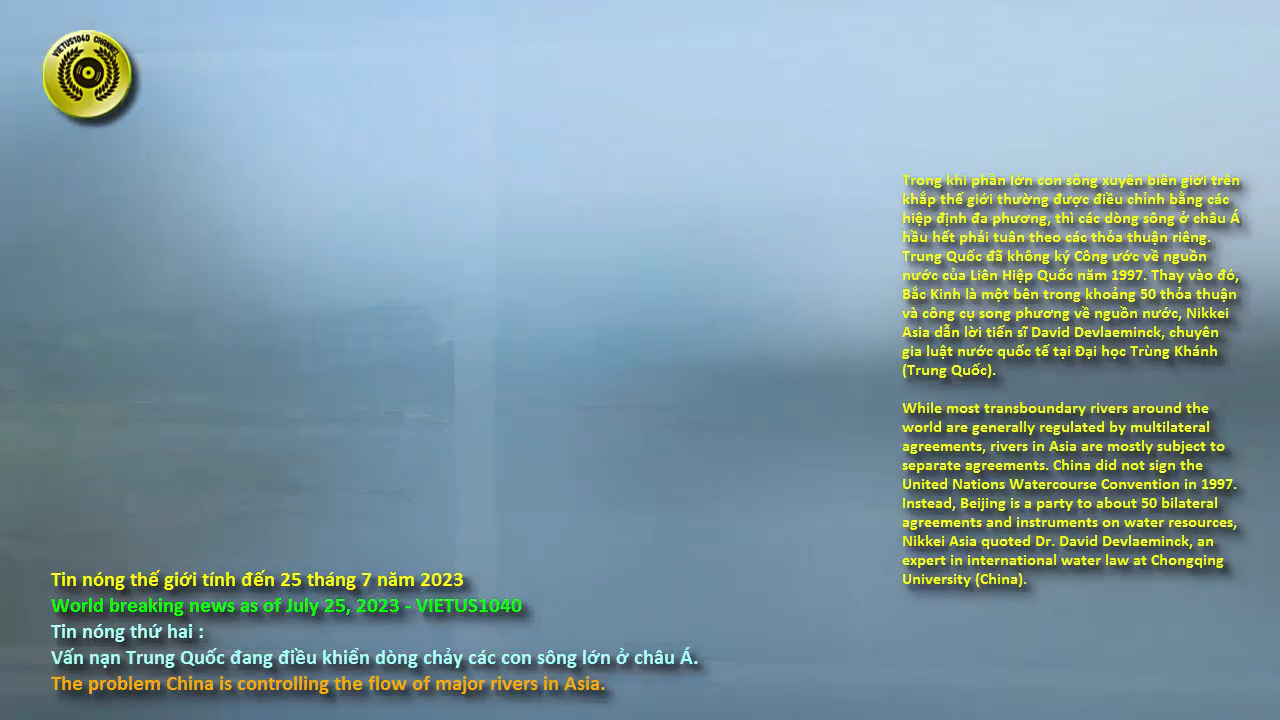 VIETUS1040 CHANNEL
Trong khi phần lớn con sông xuyên biên giới trên
khắp thế giới thường được điều chỉnh bằng các
hiệp định đa phương, thì các dòng sông ở châu Á
hầu hết phải tuân theo các thỏa thuận riêng.
Trung Quốc đã không ký Công ước về nguồn
nước của Liên Hiệp Quốc năm 1997. Thay vào đó,
Bắc Kinh là một bên trong khoảng 50 thỏa thuận
và công cụ song phương về nguồn nước, Nikkei
Asia dẫn lời tiến sĩ David Devlaeminck, chuyên
gia luật nước quốc tế tại Đại học Trùng Khánh
(Trung Quốc).
While most transboundary rivers around the
world are generally regulated by multilateral
agreements, rivers in Asia are mostly subject to
separate agreements. China did not sign the
United Nations Watercourse Convention in 1997.
Instead, Beijing is a party to about 50 bilateral
agreements and instruments on water resources,
Nikkei Asia quoted Dr. David Devlaeminck, an
expert in international water law at Chongqing
University (China).
Tin nóng thế giới tính đến 25 tháng 7 năm 2023
World breaking news as of July 25, 2023 - VIETUS1040
Tin nóng thứ hai :
Vấn nạn Trung Quốc đang điều khiển dòng chảy các con sông lớn ở châu Á.
The problem China is controlling the flow of major rivers in Asia.